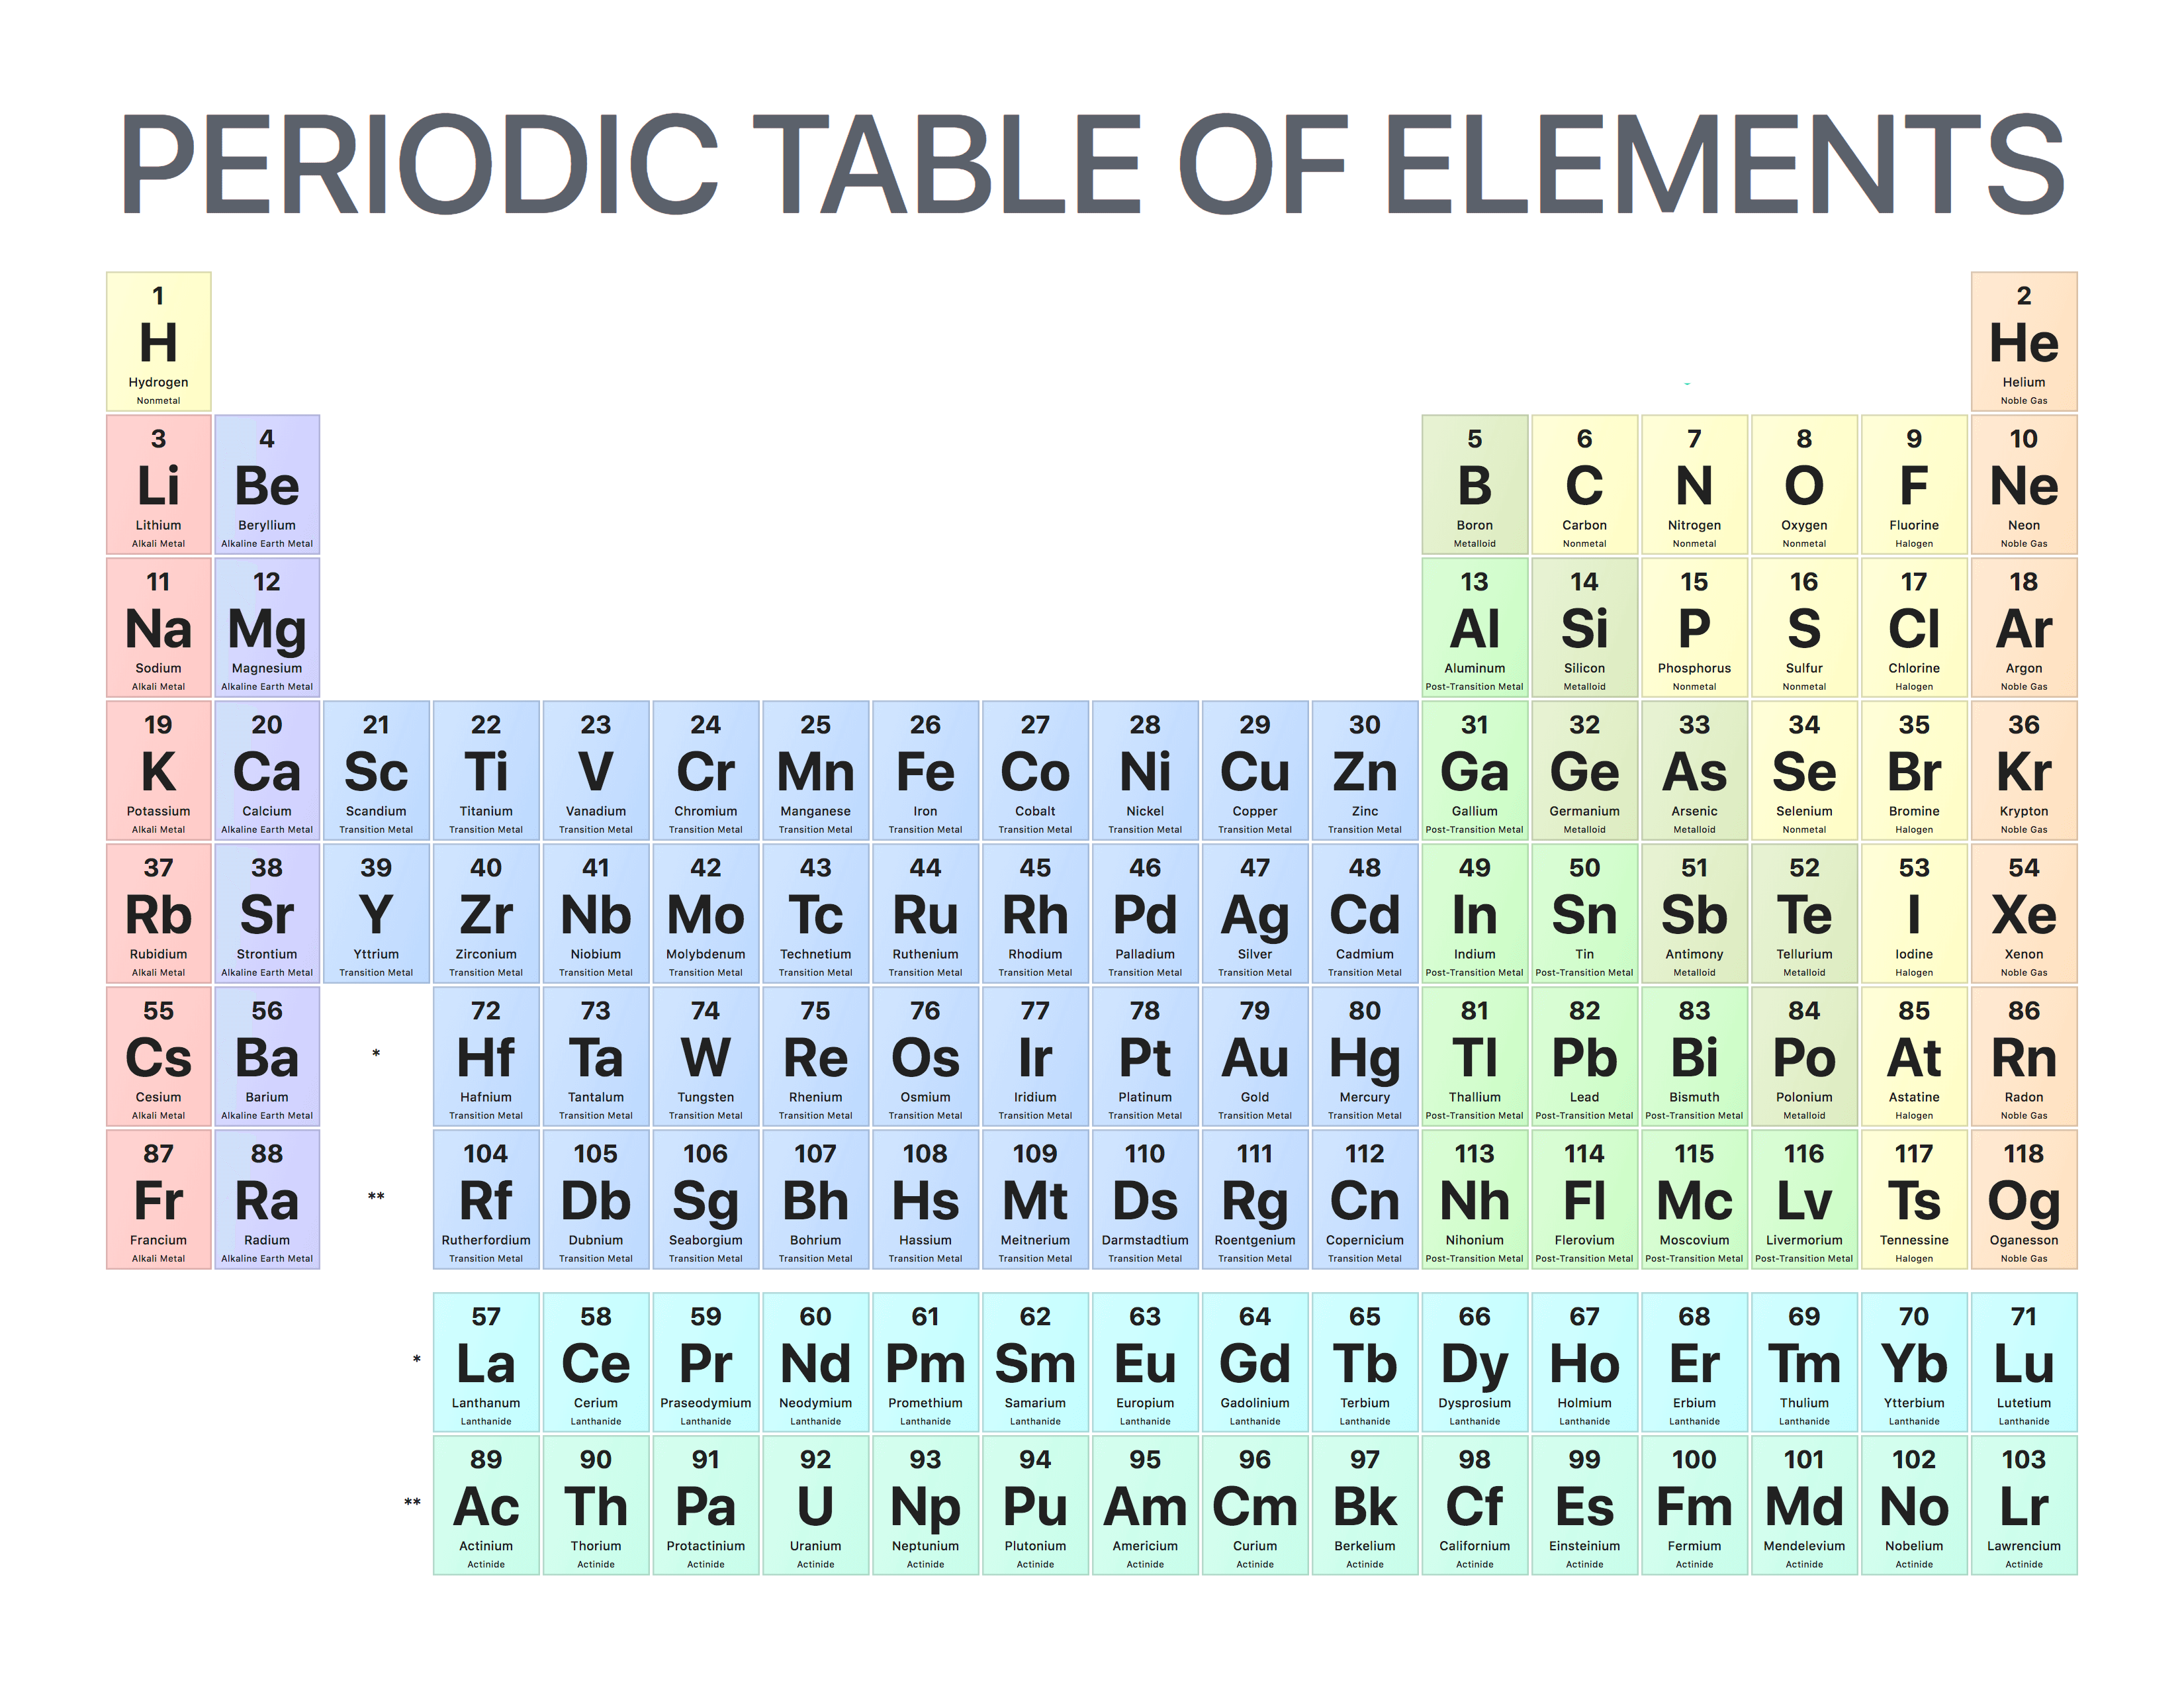 PERIODIC TABLE OF ELEMENTS
1 2
H He
Hydrogen Helium
Nonmetal Noble Gas
3 4 5 6 7 8 9 10
Li Be B C N O F Ne
Lithium Beryllium Boron Carbon Nitrogen Oxygen Fluorine Neon
Alkali Metal Alkaline Earth Metal Metalloid Nonmetal Nonmetal Nonmetal Halogen Noble Gas
11 12 13 14 15 16 17 18
Na Mg Al Si P S Cl Ar
Sodium Magnesium Aluminum Silicon Phosphorus Sulfur Chlorine Argon
Alkali Metal Alkaline Earth Metal Post-Transition Metal Metalloid Nonmetal Nonmetal Halogen Noble Gas
19 20 21 22 23 24 25 26 27 28 29 30 31 32 33 34 35 36
K Ca Sc Ti V Cr Mn Fe Co Ni Cu Zn Ga Ge As Se Br Kr
Potassium Calcium Scandium Titanium Vanadium Chromium Manganese Iron Cobalt Nickel Copper Zinc Gallium Germanium Arsenic Selenium Bromine Krypton
Alkali Metal Alkaline Earth Metal Transition Metal Transition Metal Transition Metal Transition Metal Transition Metal Transition Metal Transition Metal Transition Metal Transition Metal Transition Metal Post-Transition Metal Metalloid Metalloid Nonmetal Halogen Noble Gas
37 38 39 40 41 42 43 44 45 46 47 48 49 50 51 52 53 54
Rb Sr Y Zr Nb Mo Tc Ru Rh Pd Ag Cd In Sn Sb Te I Xe
Rubidium Strontium Yttrium Zirconium Niobium Molybdenum Technetium Ruthenium Rhodium Palladium Silver Cadmium Indium Tin Antimony Tellurium Iodine Xenon
Alkali Metal Alkaline Earth Metal Transition Metal Transition Metal Transition Metal Transition Metal Transition Metal Transition Metal Transition Metal Transition Metal Transition Metal Transition Metal Post-Transition Metal Post-Transition Metal Metalloid Metalloid Halogen Noble Gas
55 56 72 73 74 75 76 77 78 79 80 81 82 83 84 85 86
Cs Ba * Hf Ta W Re Os Ir Pt Au Hg Tl Pb Bi Po At Rn
Cesium Barium Hafnium Tantalum Tungsten Rhenium Osmium Iridium Platinum Gold Mercury Thallium Lead Bismuth Polonium Astatine Radon
Alkali Metal Alkaline Earth Metal Transition Metal Transition Metal Transition Metal Transition Metal Transition Metal Transition Metal Transition Metal Transition Metal Transition Metal Post-Transition Metal Post-Transition Metal Post-Transition Metal Metalloid Halogen Noble Gas
87 88 104 105 106 107 108 109 110 111 112 113 114 115 116 117 118
Fr Ra ** Rf Db Sg Bh Hs Mt Ds Rg Cn Nh Fl Mc Lv Ts Og
Francium Radium Rutherfordium Dubnium Seaborgium Bohrium Hassium Meitnerium Darmstadtium Roentgenium Copernicium Nihonium Flerovium Moscovium Livermorium Tennessine Oganesson
Alkali Metal Alkaline Earth Metal Transition Metal Transition Metal Transition Metal Transition Metal Transition Metal Transition Metal Transition Metal Transition Metal Transition Metal Post-Transition Metal Post-Transition Metal Post-Transition Metal Post-Transition Metal Halogen Noble Gas
57 58 59 60 61 62 63 64 65 66 67 68 69 70 71
* La Ce Pr Nd Pm Sm Eu Gd Tb Dy Ho Er Tm Yb Lu
Lanthanum Cerium Praseodymium Neodymium Promethium Samarium Europium Gadolinium Terbium Dysprosium Holmium Erbium Thulium Ytterbium Lutetium
Lanthanide Lanthanide Lanthanide Lanthanide Lanthanide Lanthanide Lanthanide Lanthanide Lanthanide Lanthanide Lanthanide Lanthanide Lanthanide Lanthanide Lanthanide
89 90 91 92 93 94 95 96 97 98 99 100 101 102 103
** Ac Th Pa U Np Pu Am Cm Bk Cf Es Fm Md No Lr
Actinium Thorium Protactinium Uranium Neptunium Plutonium Americium Curium Berkelium Californium Einsteinium Fermium Mendelevium Nobelium Lawrencium
Actinide Actinide Actinide Actinide Actinide Actinide Actinide Actinide Actinide Actinide Actinide Actinide Actinide Actinide Actinide